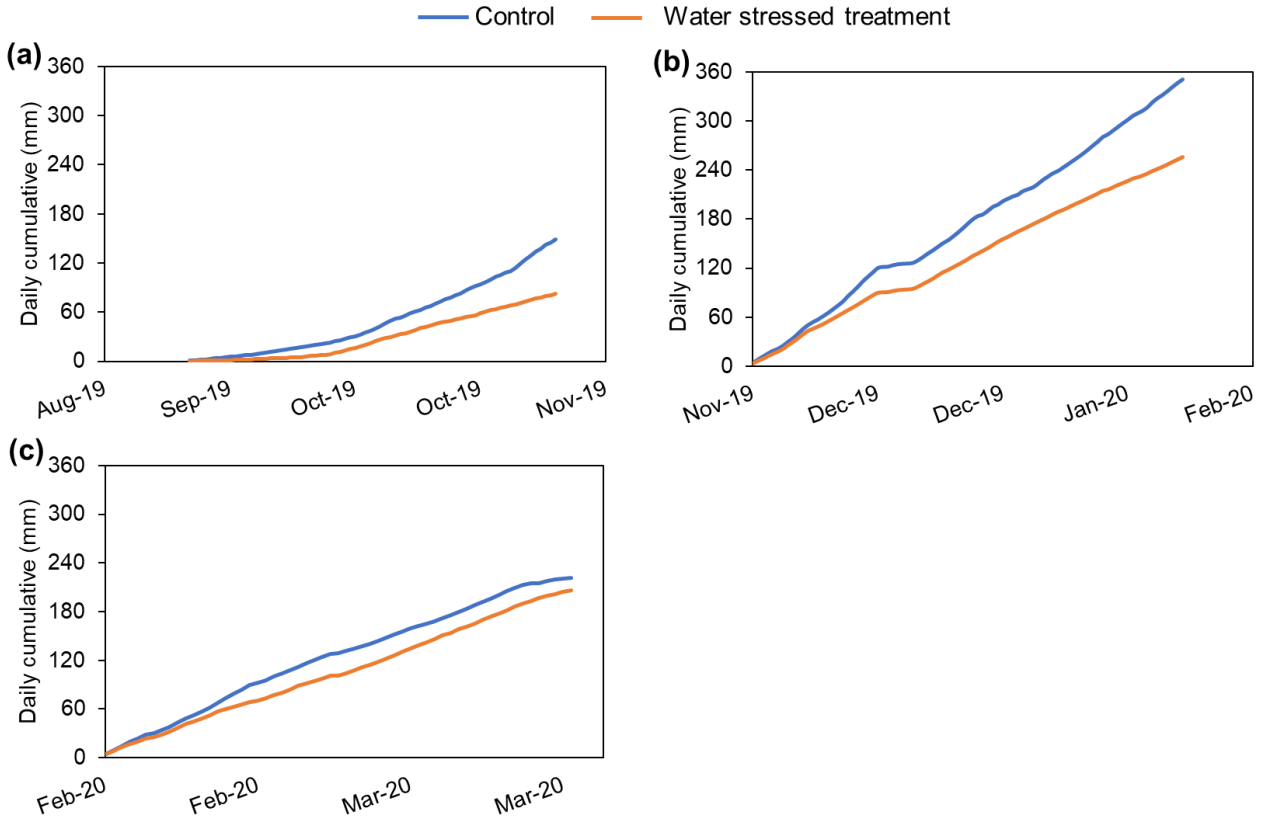 Control Water stressed treatment
(a)
Daily cumulative (mm)
360
300
240
180
120
60
0
Aug-19 Sep-19 Oct-19 Oct-19 Nov-19
(b)
Daily cumulative (mm)
360
300
240
180
120
60
0
Nov-19 Dec-19 Dec-19 Jan-20 Feb-20
(c)
Daily cumulative (mm)
360
300
240
180
120
60
0
Feb-20 Feb-20 Mar-20 Mar-20